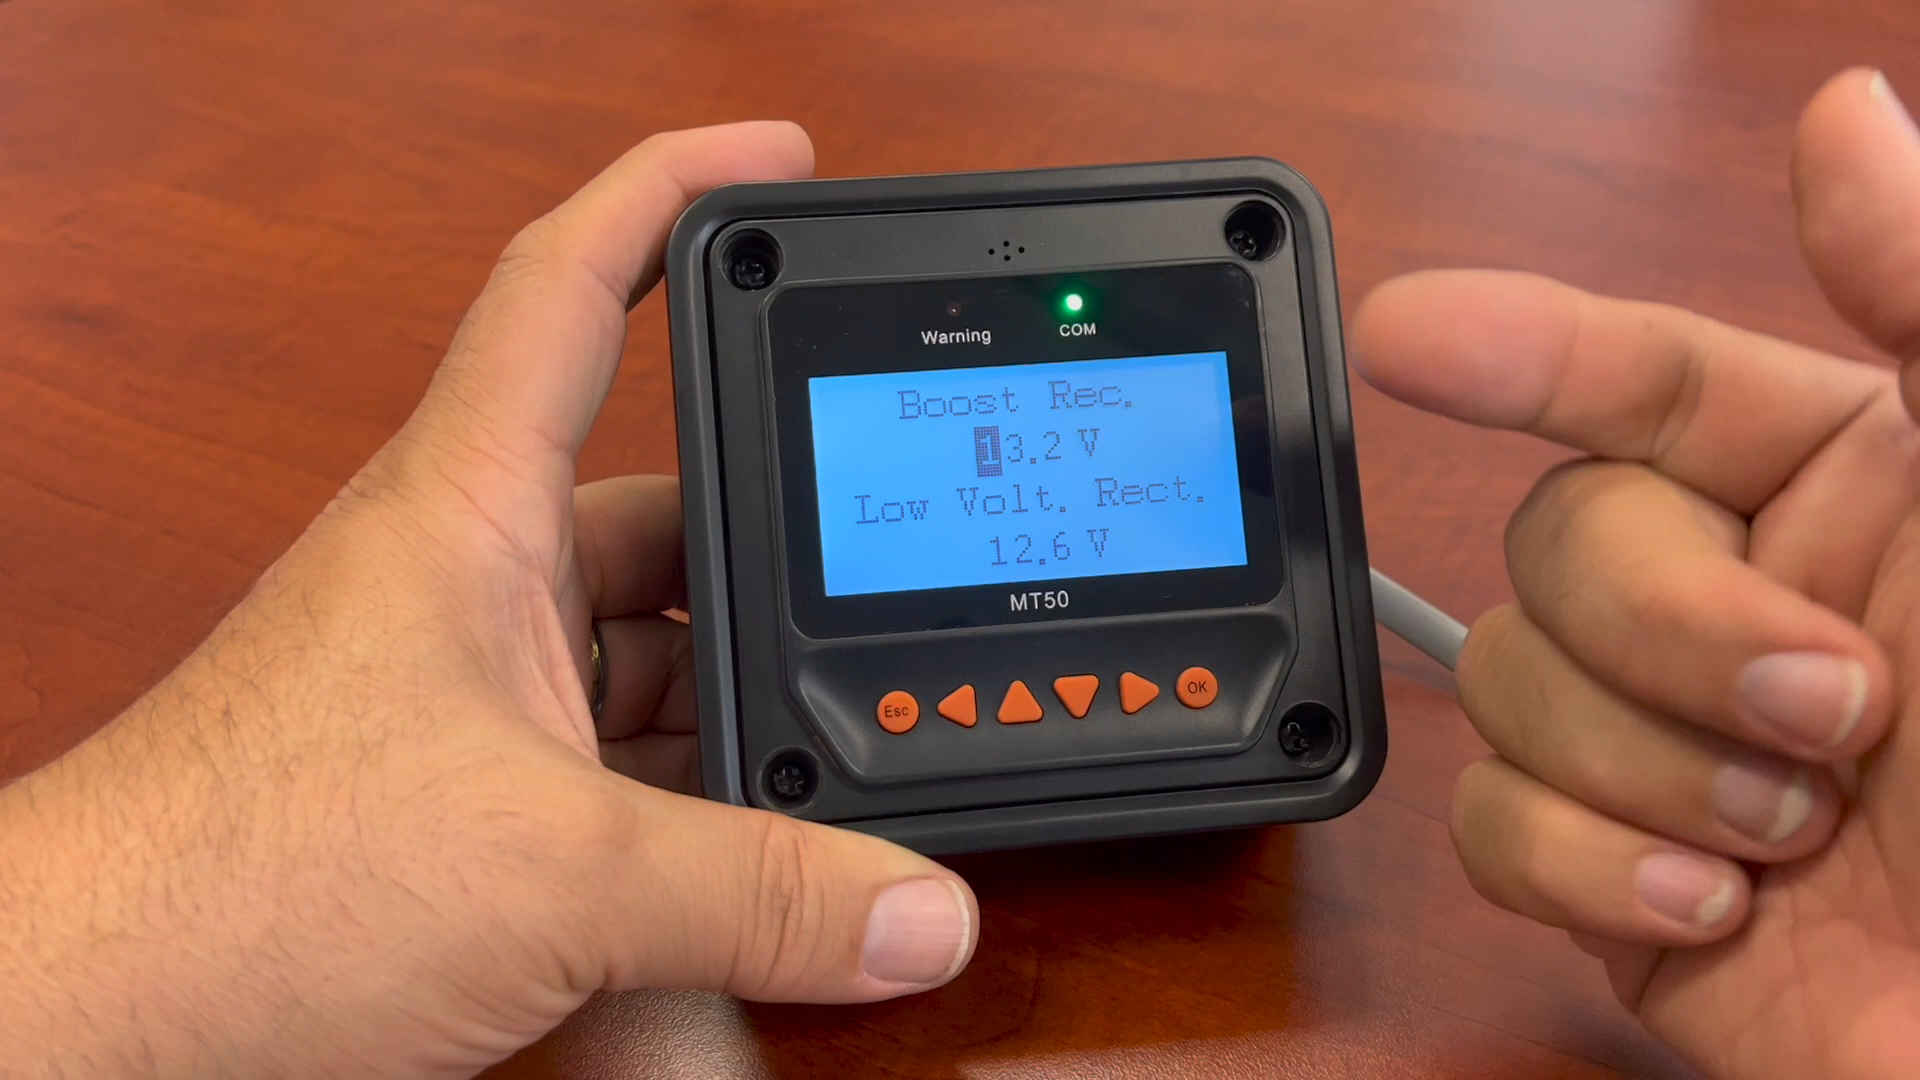 Warning COM
Boost Rec.
13.2 V
Low Volt. Rect.
12.6 V
MT50
Esc OK